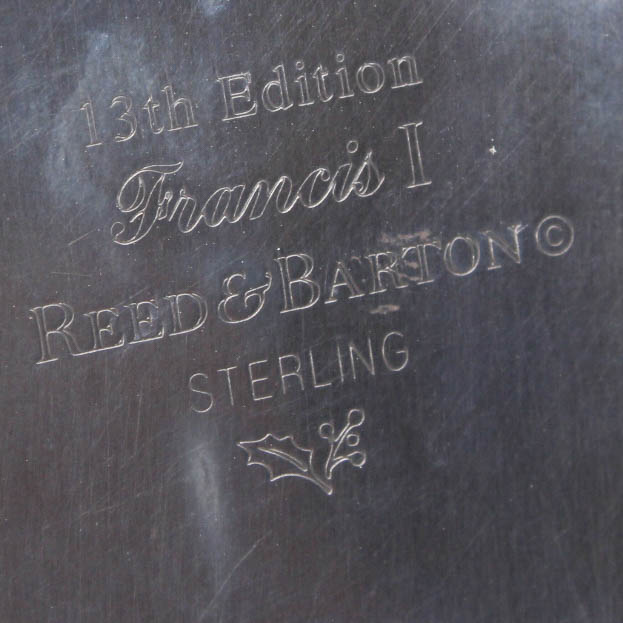 13th Edition
Francis I
REED & BARTON ©
STERLING